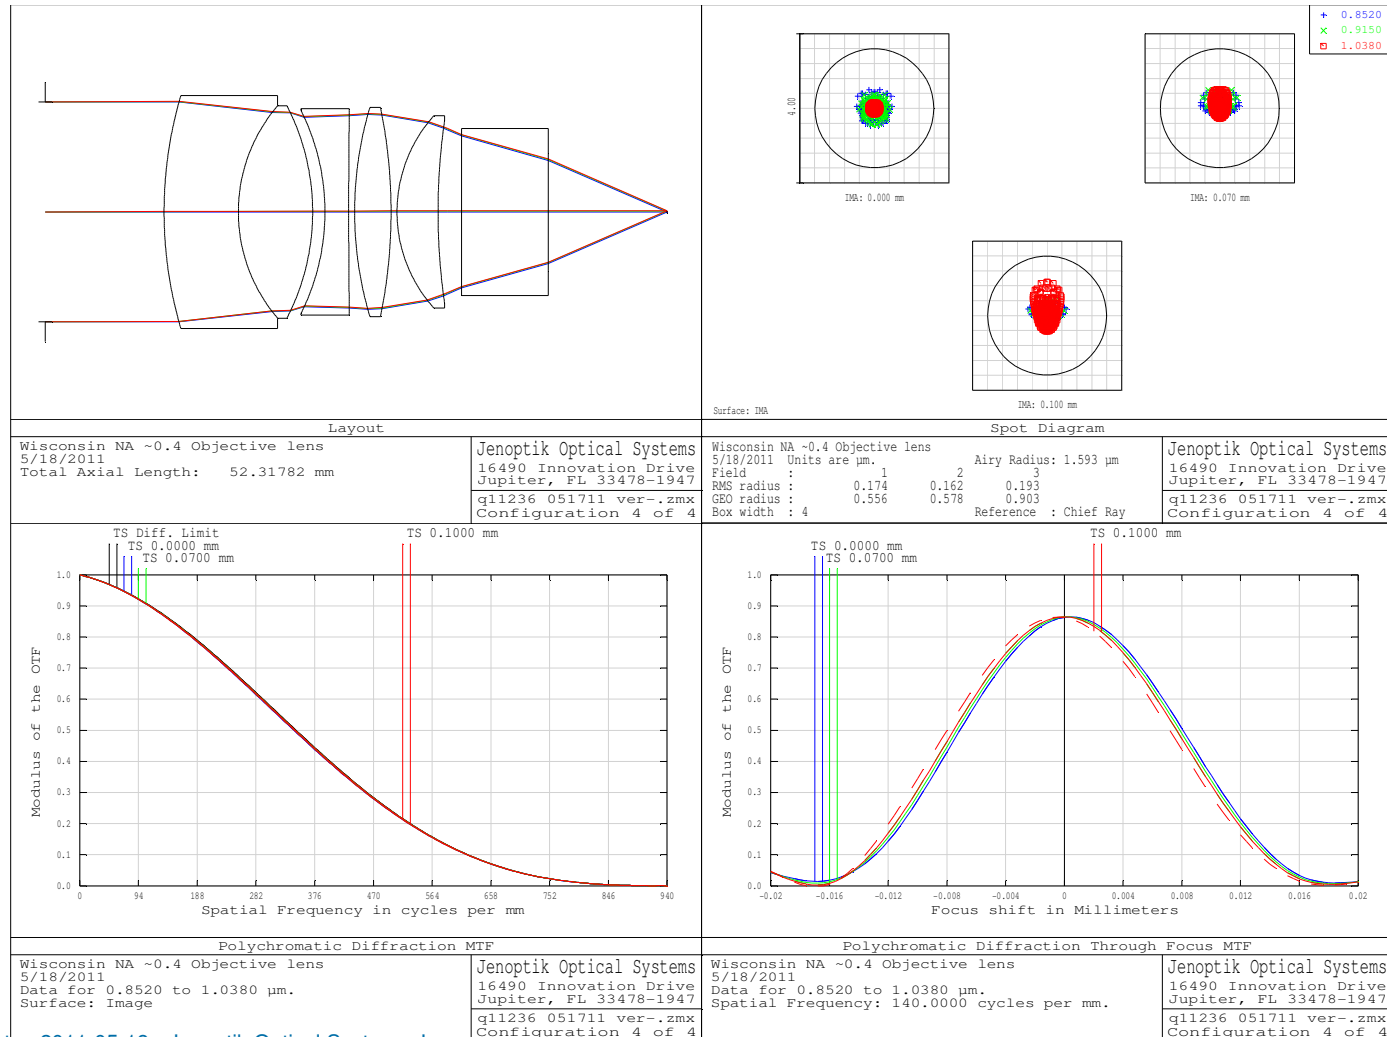 + 0.8520
× 0.9150
0 1.0380
4.00
IMA: 0.000 mm
IMA: 0.070 mm
IMA: 0.100 mm
Surface: IMA
Layout
Wisconsin NA ~0.4 Objective lens
5/18/2011
Total Axial Length: 52.31782 mm
Jenoptik Optical Systems
16490 Innovation Drive
Jupiter, FL 33478-1947
q11236 051711 ver-.zmx
Configuration 4 of 4
Spot Diagram
Wisconsin NA ~0.4 Objective lens
5/18/2011 Units are µm. Airy Radius: 1.593 µm
Field : 1 2 3
RMS radius : 0.174 0.162 0.193
GEO radius : 0.556 0.578 0.903
Box width : 4 Reference : Chief Ray
Jenoptik Optical Systems
16490 Innovation Drive
Jupiter, FL 33478-1947
q11236 051711 ver-.zmx
Configuration 4 of 4
TS Diff. Limit
TS 0.0000 mm
TS 0.0700 mm
TS 0.1000 mm
1.0
0.9
0.8
0.7
0.6
0.5
0.4
0.3
0.2
0.1
0.0
Modulus of the OTF
0 94 188 282 376 470 564 658 752 846 940
Spatial Frequency in cycles per mm
TS 0.0000 mm
TS 0.0700 mm
TS 0.1000 mm
1.0
0.9
0.8
0.7
0.6
0.5
0.4
0.3
0.2
0.1
0.0
Modulus of the OTF
-0.02 -0.016 -0.012 -0.008 -0.004 0 0.004 0.008 0.012 0.016 0.02
Focus shift in Millimeters
Polychromatic Diffraction MTF
Wisconsin NA ~0.4 Objective lens
5/18/2011
Data for 0.8520 to 1.0380 µm.
Surface: Image
Jenoptik Optical Systems
16490 Innovation Drive
Jupiter, FL 33478-1947
q11236 051711 ver-.zmx
Configuration 4 of 4
Polychromatic Diffraction Through Focus MTF
Wisconsin NA ~0.4 Objective lens
5/18/2011
Data for 0.8520 to 1.0380 µm.
Spatial Frequency: 140.0000 cycles per mm.
Jenoptik Optical Systems
16490 Innovation Drive
Jupiter, FL 33478-1947
q11236 051711 ver-.zmx
Configuration 4 of 4